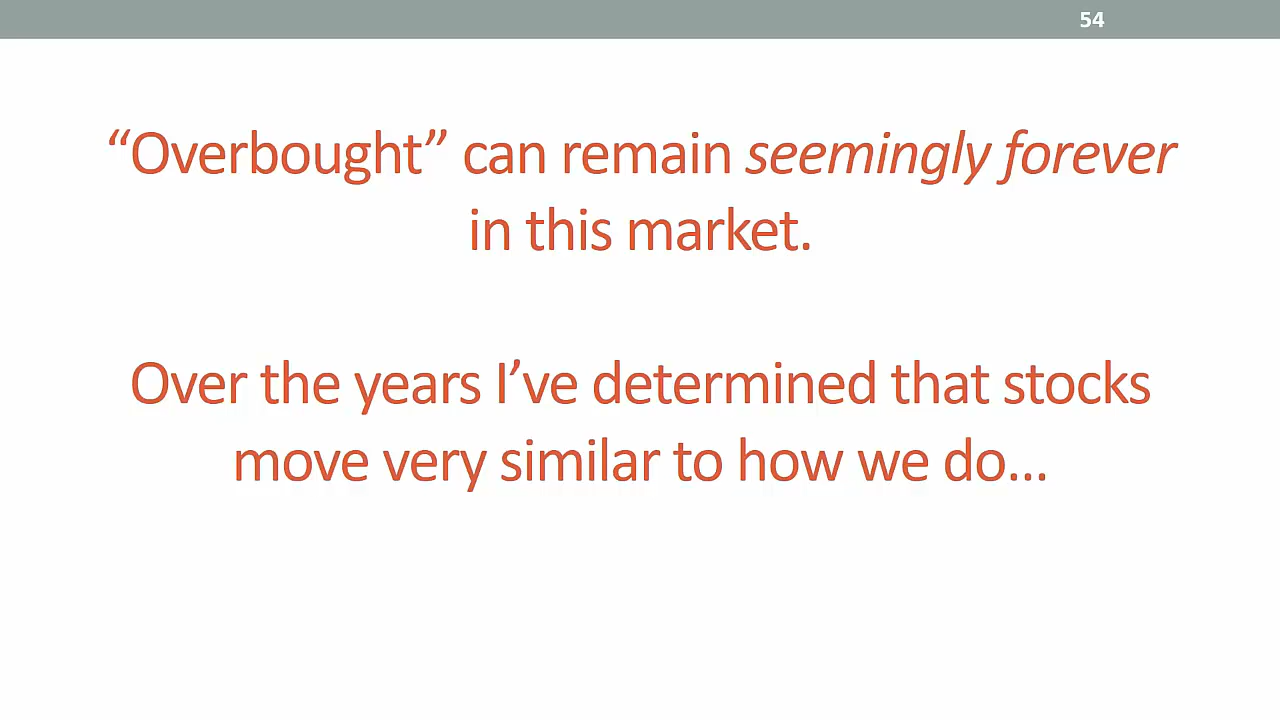 54
“Overbought” can remain seemingly forever
in this market.
Over the years I’ve determined that stocks
move very similar to how we do…